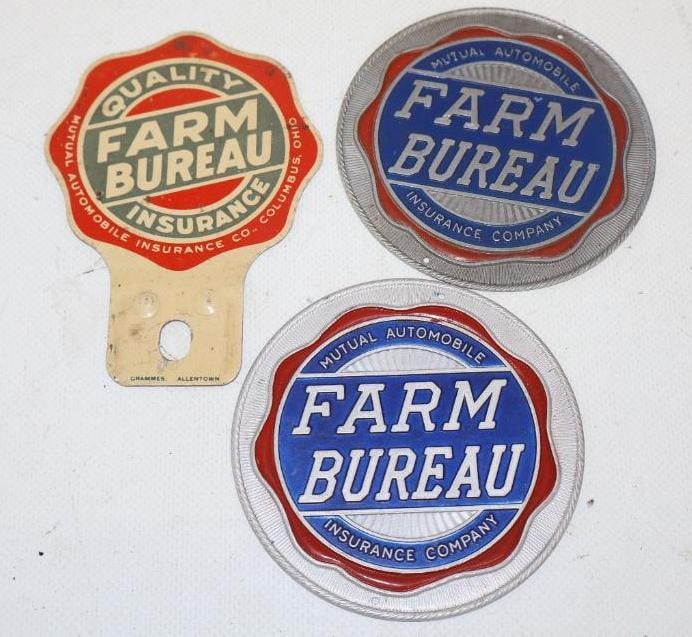 QUALITY
FARM
BUREAU
INSURANCE
MUTUAL AUTOMOBILE INSURANCE CO., COLUMBUS, OHIO
GRAMMES ALLENTOWN
MUTUAL AUTOMOBILE
FARM
BUREAU
INSURANCE COMPANY
MUTUAL AUTOMOBILE
FARM
BUREAU
INSURANCE COMPANY